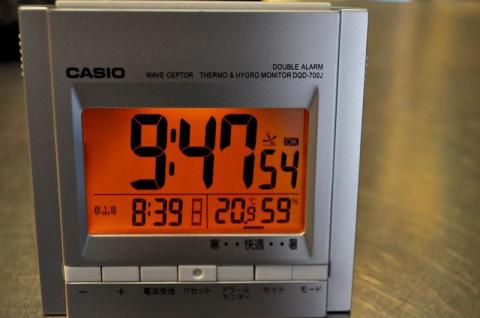 DOUBLE ALARM
CASIO
WAVE CEPTOR THERMO & HYGRO MONITOR DQD-700J
9:47 54
OK
8:39 20.9℃ 59%
寒・・快適・・暑
− + 電波受信 リセット アラームモニター セット モード